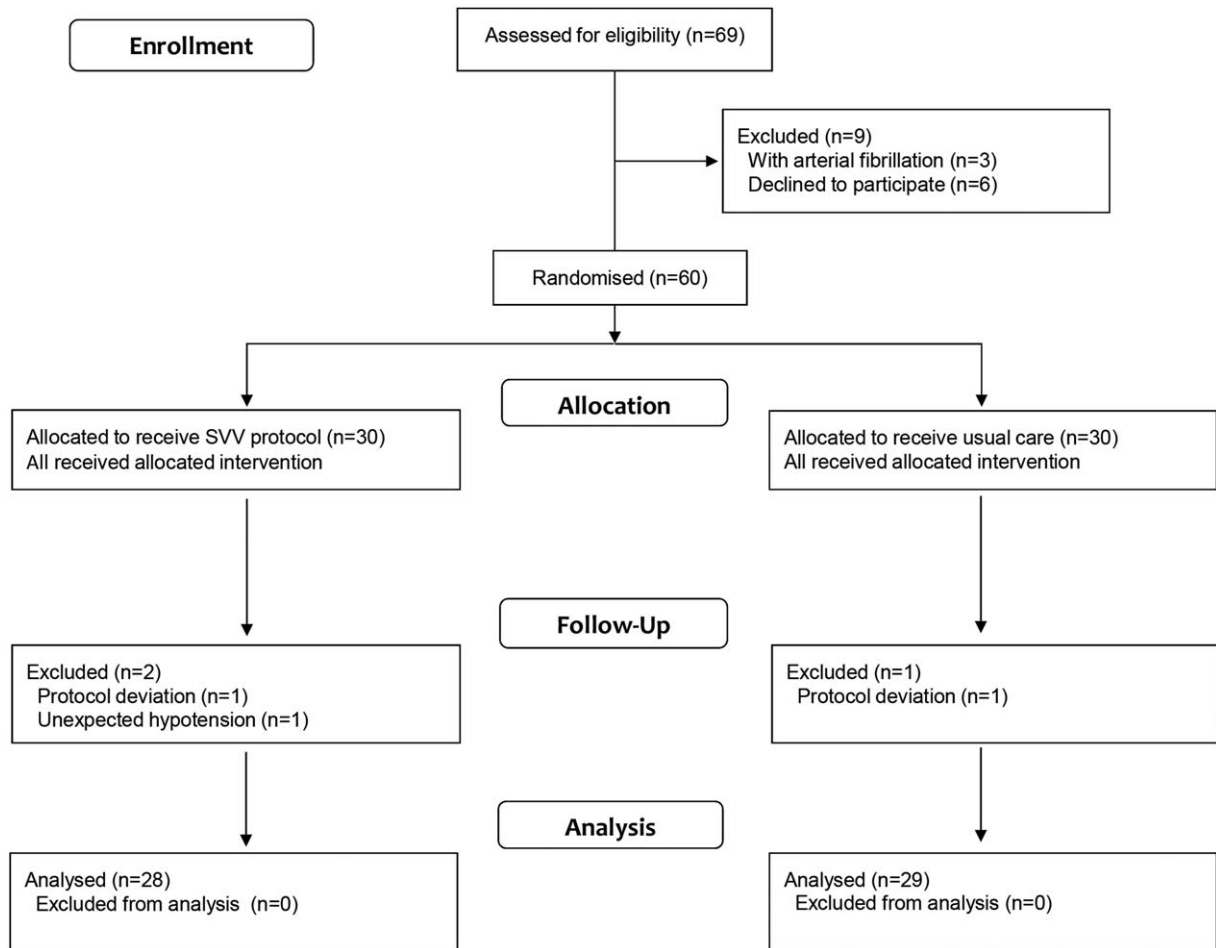 Enrollment
Assessed for eligibility (n=69)
Excluded (n=9)
With arterial fibrillation (n=3)
Declined to participate (n=6)
Randomised (n=60)
Allocation
Allocated to receive SVV protocol (n=30)
All received allocated intervention
Allocated to receive usual care (n=30)
All received allocated intervention
Follow-Up
Excluded (n=2)
Protocol deviation (n=1)
Unexpected hypotension (n=1)
Excluded (n=1)
Protocol deviation (n=1)
Analysis
Analysed (n=28)
Excluded from analysis (n=0)
Analysed (n=29)
Excluded from analysis (n=0)